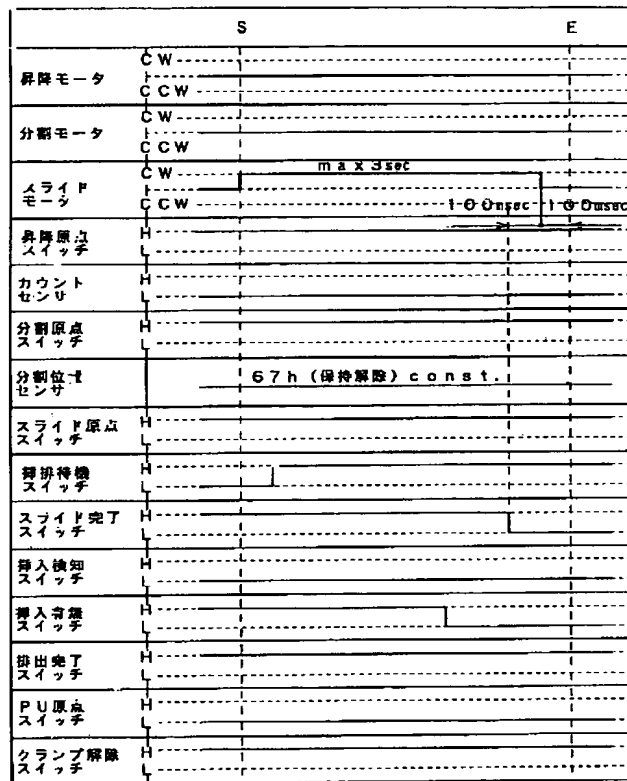 S E
CW
昇降モータ
CCW
CW
分割モータ
CCW
max3sec
CW
スライド
モータ
CCW
100msec 100msec
昇降原点 H
スイッチ L
カウント H
センサ L
分割原点 H
スイッチ L
分割位置
センサ
67h (保持解除) const.
スライド原点 H
スイッチ L
挿排待機 H
スイッチ L
スライド完了 H
スイッチ L
挿入検知 H
スイッチ L
挿入有無 H
スイッチ L
排出完了 H
スイッチ L
PU原点 H
スイッチ L
クランプ解除 H
スイッチ L